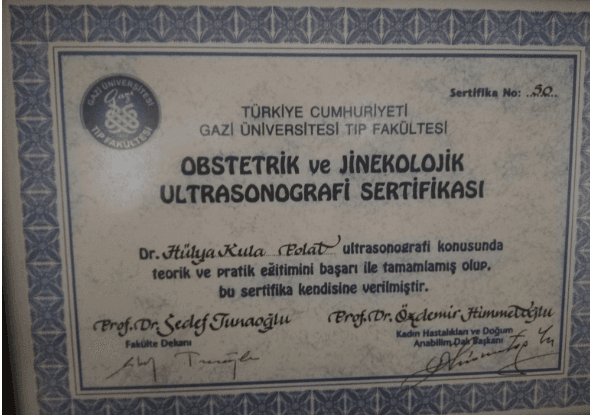 GAZİ ÜNİVERSİTESİ
Gazi
TIP FAKÜLTESİ
Sertifika No: ..30..
TÜRKİYE CUMHURİYETİ
GAZİ ÜNİVERSİTESİ TIP FAKÜLTESİ
OBSTETRİK ve JİNEKOLOJİK
ULTRASONOGRAFİ SERTİFİKASI
Dr. Hülya Kula Polat ultrasonografi konusunda
teorik ve pratik eğitimini başarı ile tamamlamış olup,
bu sertifika kendisine verilmiştir.
Prof.Dr. Sedef Tunaoğlu
Fakülte Dekanı
Prof.Dr. Özdemir Himmetoğlu
Kadın Hastalıkları ve Doğum
Anabilim Dalı Başkanı